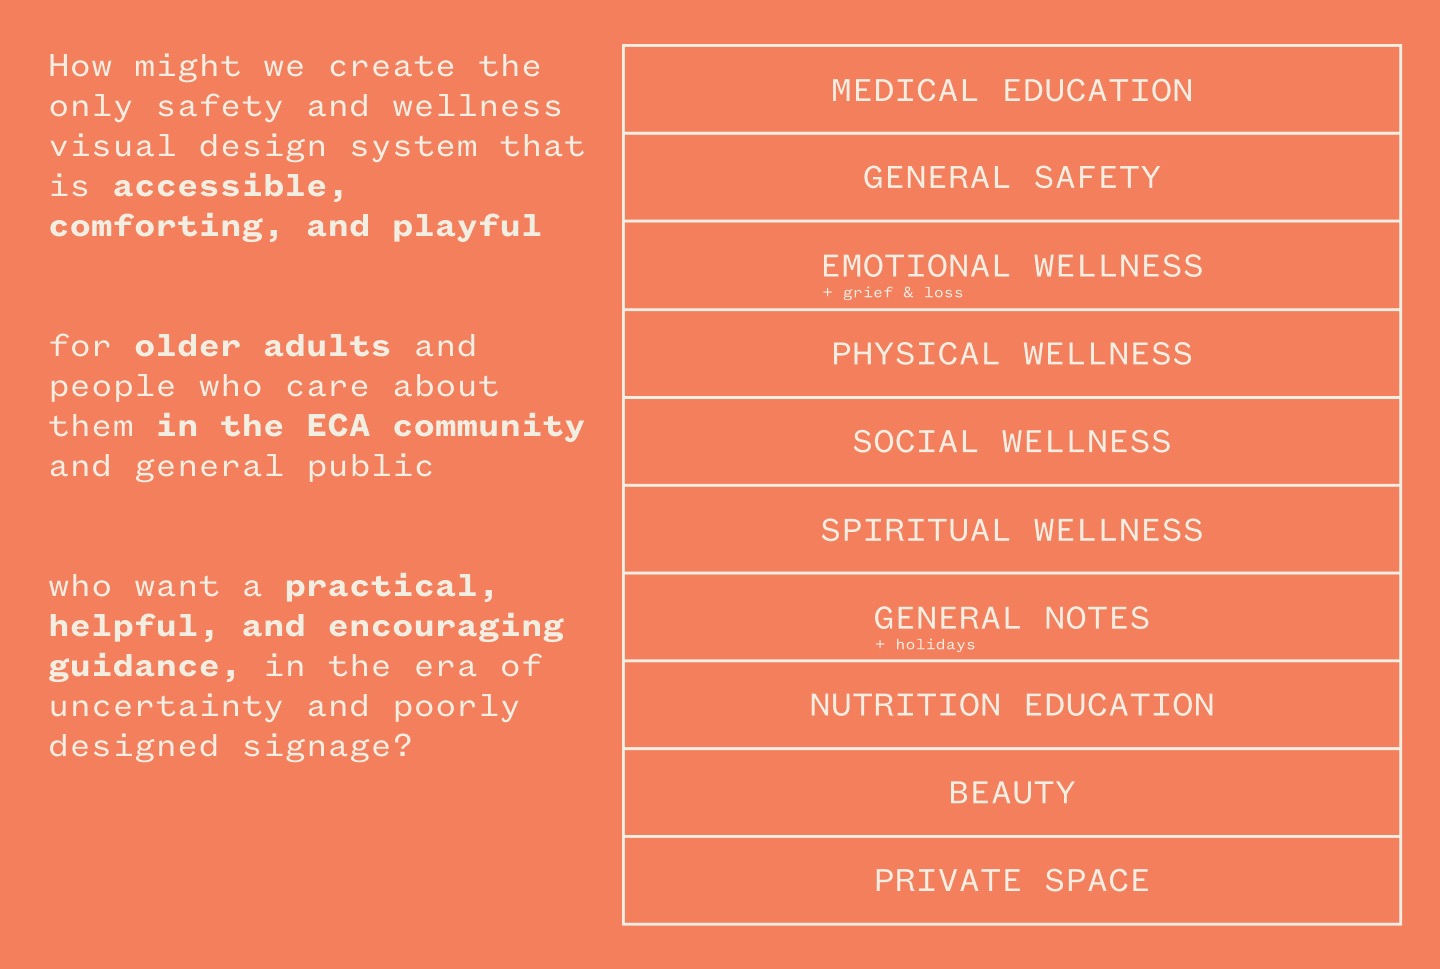 How might we create the
only safety and wellness
visual design system that
is accessible,
comforting, and playful
for older adults and
people who care about
them in the ECA community
and general public
who want a practical,
helpful, and encouraging
guidance, in the era of
uncertainty and poorly
designed signage?
MEDICAL EDUCATION
GENERAL SAFETY
EMOTIONAL WELLNESS
+ grief & loss
PHYSICAL WELLNESS
SOCIAL WELLNESS
SPIRITUAL WELLNESS
GENERAL NOTES
+ holidays
NUTRITION EDUCATION
BEAUTY
PRIVATE SPACE